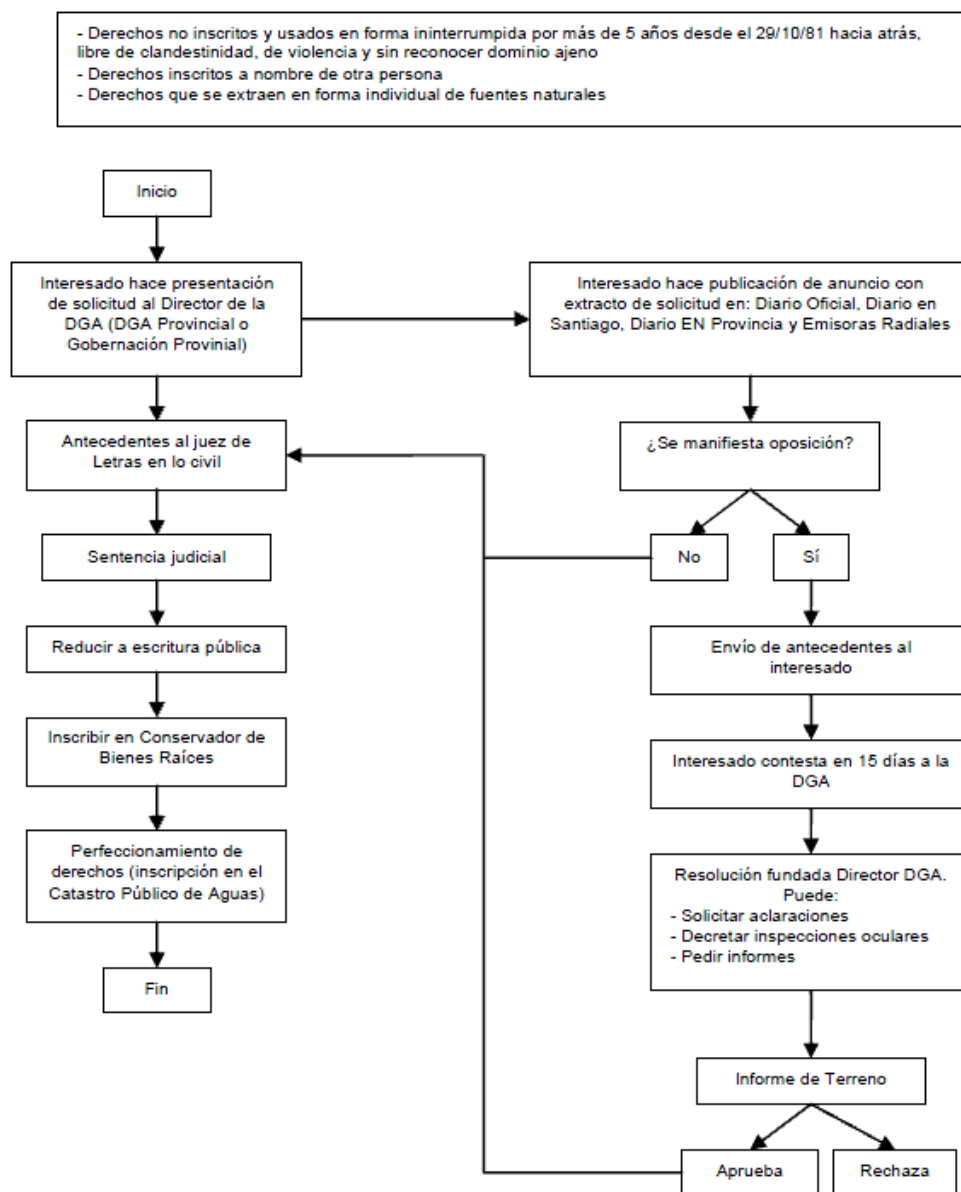 - Derechos no inscritos y usados en forma ininterrumpida por más de 5 años desde el 29/10/81 hacia atrás,
libre de clandestinidad, de violencia y sin reconocer dominio ajeno
- Derechos inscritos a nombre de otra persona
- Derechos que se extraen en forma individual de fuentes naturales
Inicio
Interesado hace presentación
de solicitud al Director de la
DGA (DGA Provincial o
Gobernación Provinial)
Interesado hace publicación de anuncio con
extracto de solicitud en: Diario Oficial, Diario en
Santiago, Diario EN Provincia y Emisoras Radiales
Antecedentes al juez de
Letras en lo civil
¿Se manifiesta oposición?
Sentencia judicial
No
Sí
Reducir a escritura pública
Envío de antecedentes al
interesado
Inscribir en Conservador de
Bienes Raíces
Interesado contesta en 15 días a la
DGA
Perfeccionamiento de
derechos (inscripción en el
Catastro Público de Aguas)
Resolución fundada Director DGA.
Puede:
- Solicitar aclaraciones
- Decretar inspecciones oculares
- Pedir informes
Fin
Informe de Terreno
Aprueba
Rechaza